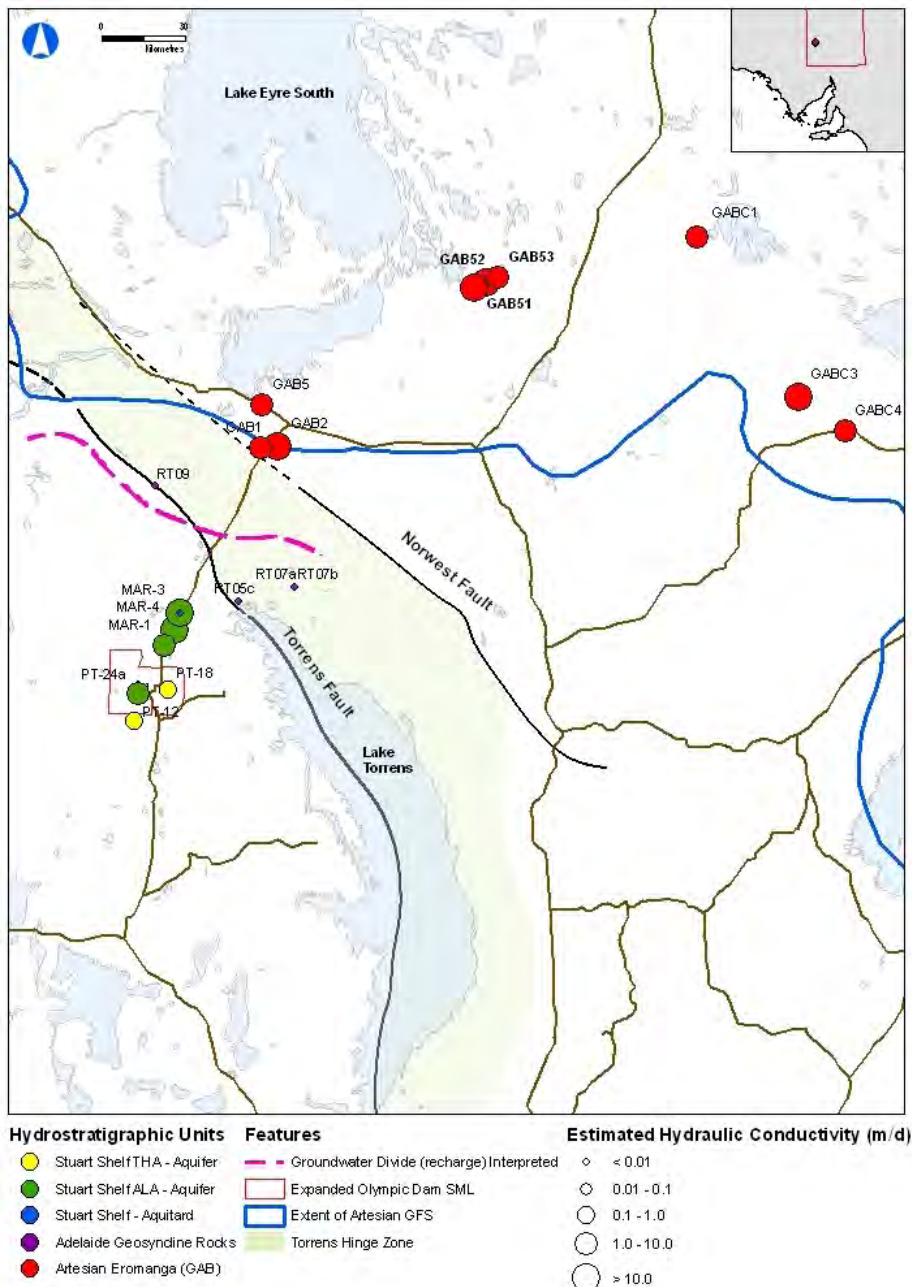 0 30
Kilometres
Lake Eyre South
GABC1
GAB52 GAB53
GAB51
GABC3
GAB5
GABC4
GAB1 GAB2
RT09
Norwest Fault
MAR-3
MAR-4
MAR-1
RT07aRT07b
RT05c
Torrens Fault
PT-24a PT-18
PT-12
Lake
Torrens
Hydrostratigraphic Units
Stuart Shelf THA - Aquifer
Stuart Shelf ALA - Aquifer
Stuart Shelf - Aquitard
Adelaide Geosyncline Rocks
Artesian Eromanga (GAB)
Features
Groundwater Divide (recharge) Interpreted
Expanded Olympic Dam SML
Extent of Artesian GFS
Torrens Hinge Zone
Estimated Hydraulic Conductivity (m/d)
< 0.01
0.01 - 0.1
0.1 - 1.0
1.0 - 10.0
> 10.0